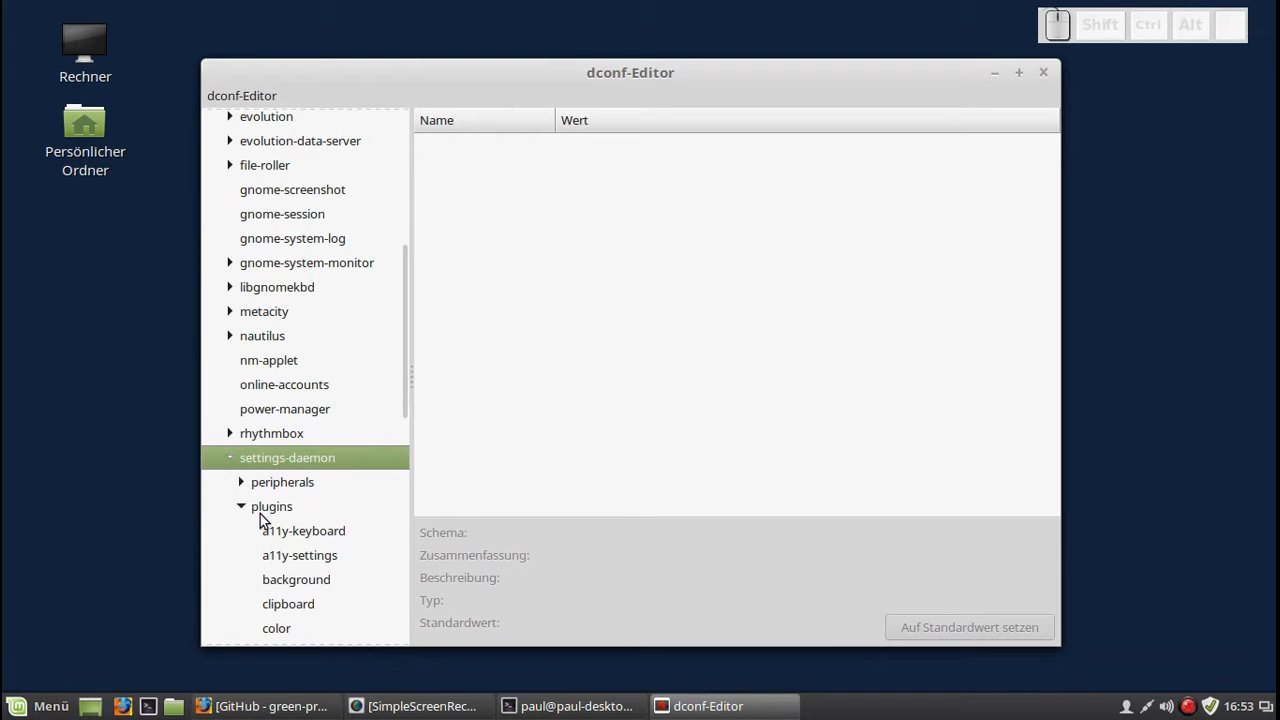 Shift Ctrl Alt
Rechner
Persönlicher
Ordner
dconf-Editor
dconf-Editor
evolution
evolution-data-server
file-roller
gnome-screenshot
gnome-session
gnome-system-log
gnome-system-monitor
libgnomekbd
metacity
nautilus
nm-applet
online-accounts
power-manager
rhythmbox
settings-daemon
peripherals
plugins
a11y-keyboard
a11y-settings
background
clipboard
color
Name Wert
Schema:
Zusammenfassung:
Beschreibung:
Typ:
Standardwert:
Auf Standardwert setzen
Menü [GitHub - green-pr... [SimpleScreenRec... paul@paul-deskto... dconf-Editor 16:53